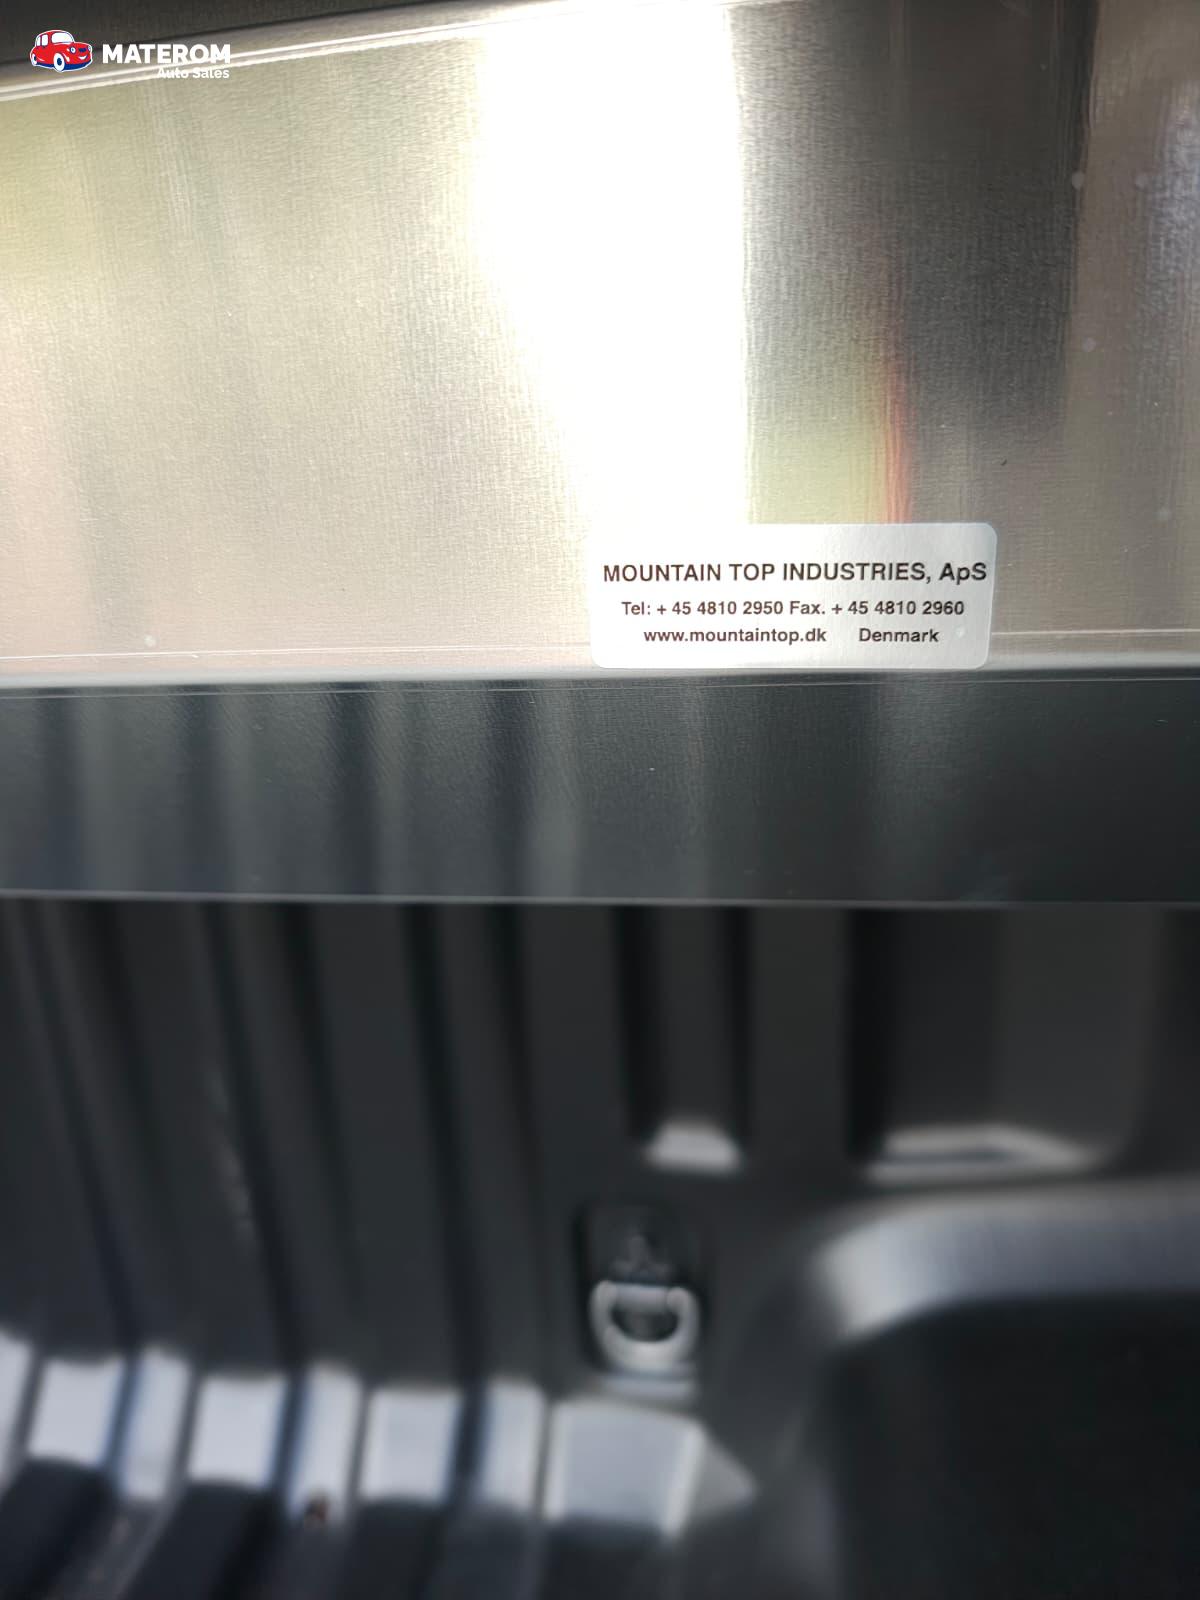 MATEROM
Auto Sales
MOUNTAIN TOP INDUSTRIES, ApS
Tel: + 45 4810 2950 Fax. + 45 4810 2960
www.mountaintop.dk Denmark